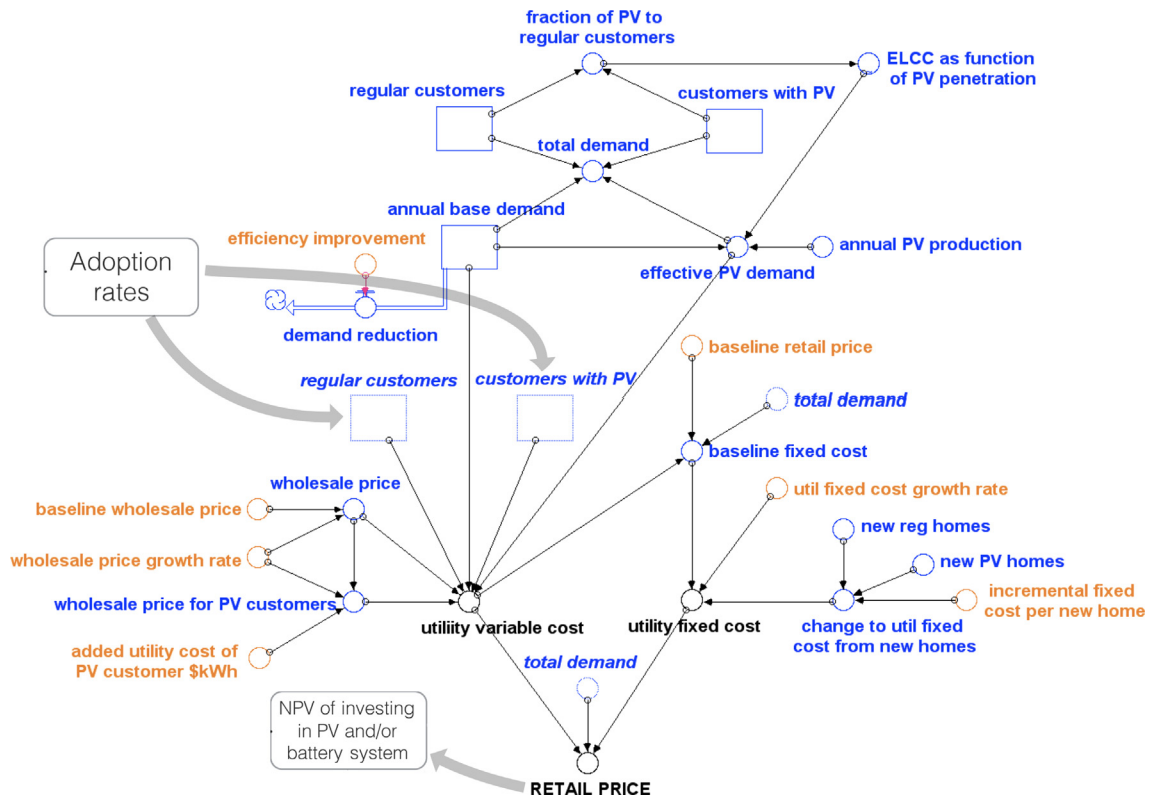 fraction of PV to
regular customers
ELCC as function
of PV penetration
regular customers
customers with PV
total demand
annual base demand
efficiency improvement
annual PV production
effective PV demand
Adoption
rates
demand reduction
baseline retail price
regular customers
customers with PV
total demand
baseline fixed cost
wholesale price
util fixed cost growth rate
baseline wholesale price
new reg homes
wholesale price growth rate
new PV homes
wholesale price for PV customers
incremental fixed
cost per new home
utiliity variable cost
utility fixed cost
change to util fixed
cost from new homes
added utility cost of
PV customer $kWh
total demand
NPV of investing
in PV and/or
battery system
RETAIL PRICE